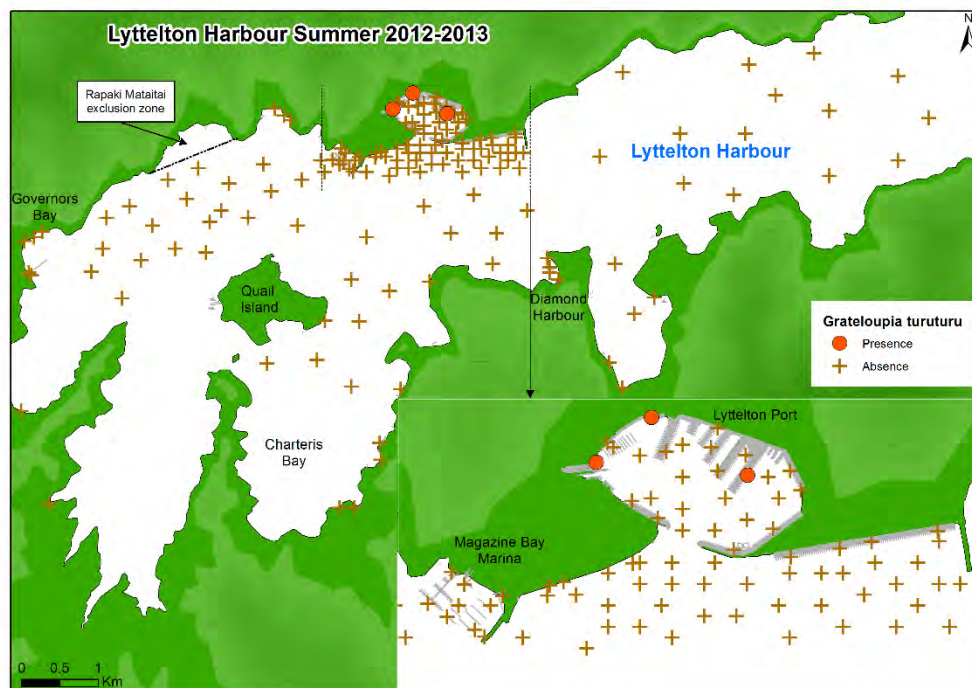 Lyttelton Harbour Summer 2012-2013
N
Rapaki Mataitai
exclusion zone
Lyttelton Harbour
Governors
Bay
Quail
Island
Diamond
Harbour
Grateloupia turuturu
Presence
Absence
Charteris
Bay
Lyttelton Port
Magazine Bay
Marina
0 0.5 1
Km